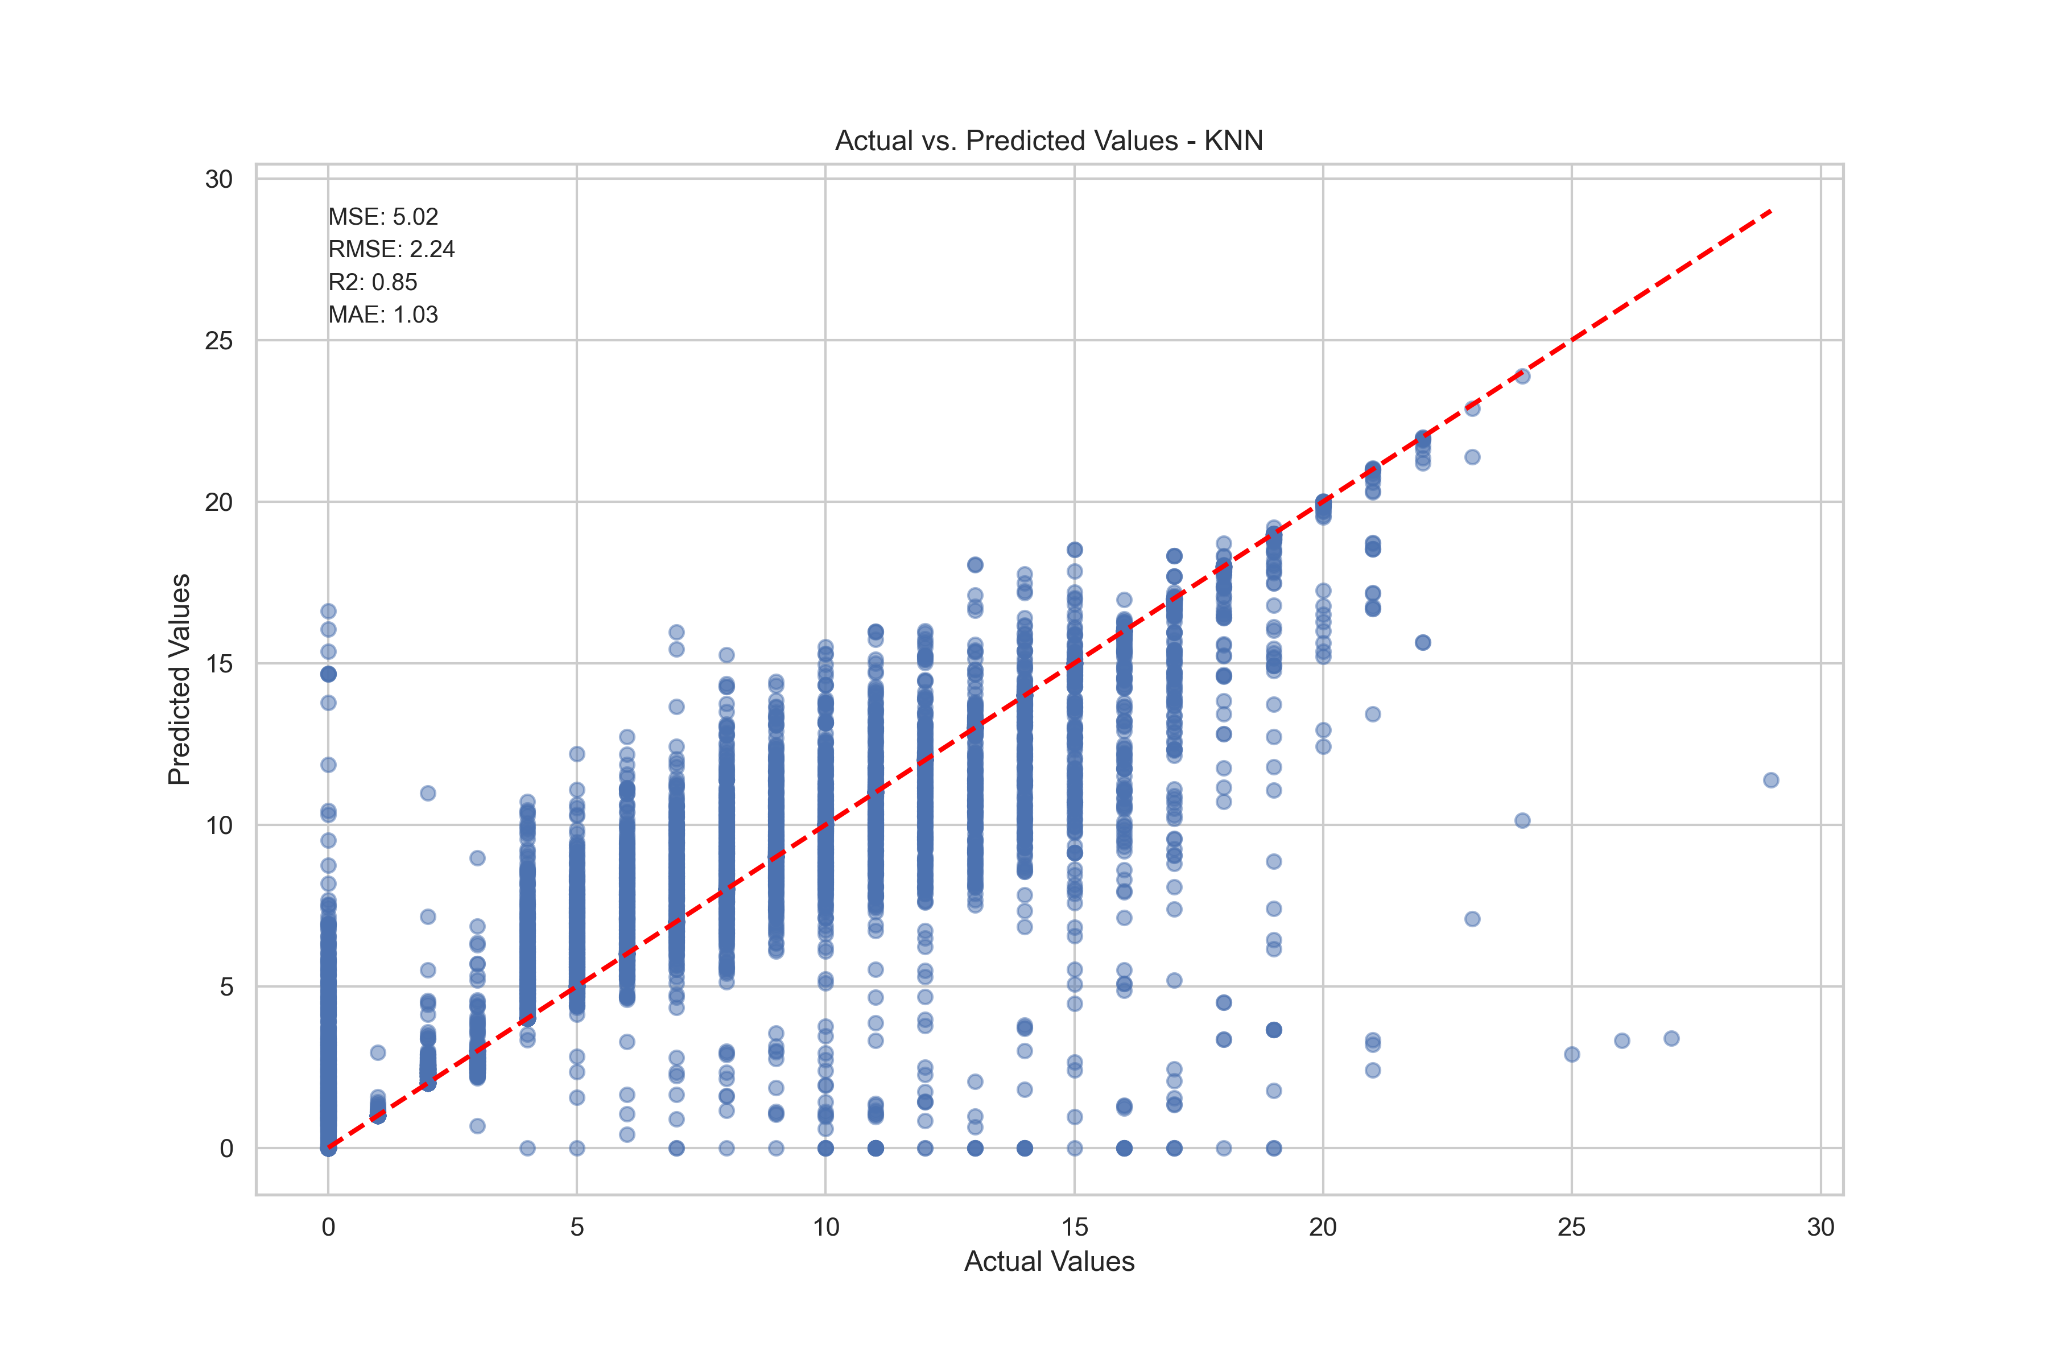 Actual vs. Predicted Values - KNN
30
MSE: 5.02
RMSE: 2.24
R2: 0.85
MAE: 1.03
25
20
15
10
5
0
Predicted Values
0 5 10 15 20 25 30
Actual Values